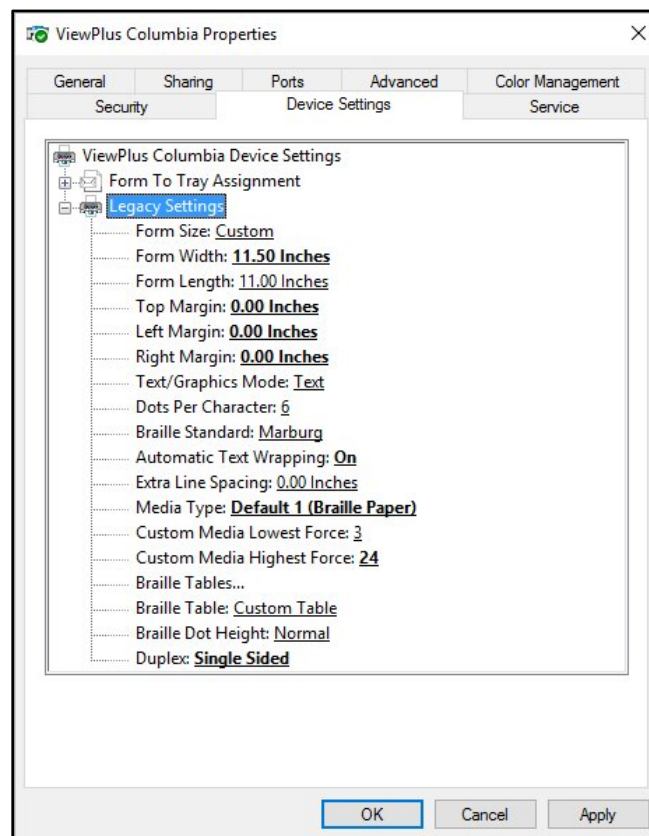 ViewPlus Columbia Properties
General Sharing Ports Advanced Color Management
Security Device Settings Service
ViewPlus Columbia Device Settings
Form To Tray Assignment
Legacy Settings
Form Size: Custom
Form Width: 11.50 Inches
Form Length: 11.00 Inches
Top Margin: 0.00 Inches
Left Margin: 0.00 Inches
Right Margin: 0.00 Inches
Text/Graphics Mode: Text
Dots Per Character: 6
Braille Standard: Marburg
Automatic Text Wrapping: On
Extra Line Spacing: 0.00 Inches
Media Type: Default 1 (Braille Paper)
Custom Media Lowest Force: 3
Custom Media Highest Force: 24
Braille Tables...
Braille Table: Custom Table
Braille Dot Height: Normal
Duplex: Single Sided
OK Cancel Apply